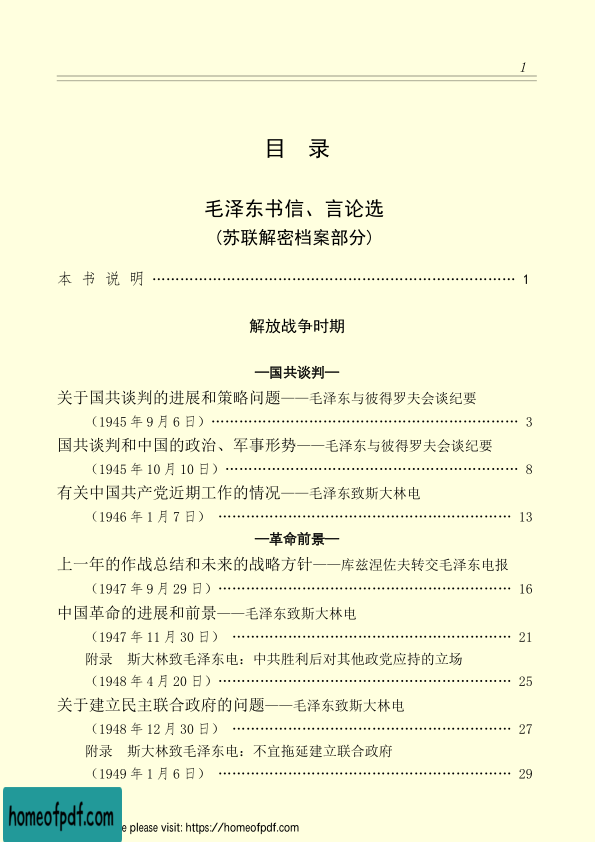 1
目 录
毛泽东书信、言论选
(苏联解密档案部分)
本 书 说 明 …………………………………………………………… 1
解放战争时期
—国共谈判—
关于国共谈判的进展和策略问题——毛泽东与彼得罗夫会谈纪要
（1945 年 9 月 6 日）………………………………………………… 3
国共谈判和中国的政治、军事形势——毛泽东与彼得罗夫会谈纪要
（1945 年 10 月 10 日）……………………………………………… 8
有关中国共产党近期工作的情况——毛泽东致斯大林电
（1946 年 1 月 7 日） ……………………………………………… 13
—革命前景—
上一年的作战总结和未来的战略方针——库兹涅佐夫转交毛泽东电报
（1947 年 9 月 29 日）……………………………………………… 16
中国革命的进展和前景——毛泽东致斯大林电
（1947 年 11 月 30 日） …………………………………………… 21
附录 斯大林致毛泽东电：中共胜利后对其他政党应持的立场
（1948 年 4 月 20 日）……………………………………………… 25
关于建立民主联合政府的问题——毛泽东致斯大林电
（1948 年 12 月 30 日） …………………………………………… 27
附录 斯大林致毛泽东电：不宜拖延建立联合政府
（1949 年 1 月 6 日） ……………………………………………… 29
homeofpdf.com
please visit: https://homeofpdf.com